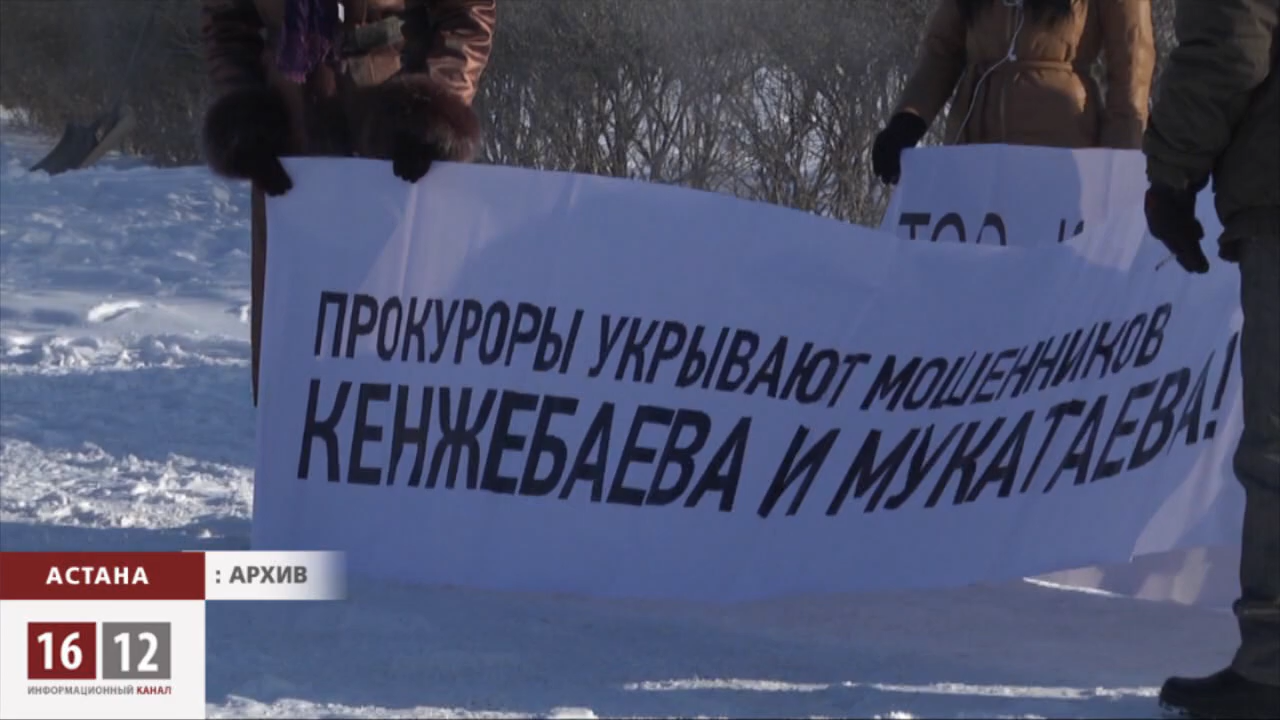 ПРОКУРОРЫ УКРЫВАЮТ МОШЕННИКОВ
КЕНЖЕБАЕВА И МУКАТАЕВА!
АСТАНА
: АРХИВ
16 12
ИНФОРМАЦИОННЫЙ КАНАЛ